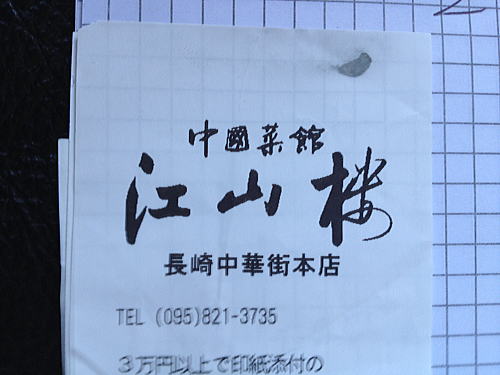 中國菜館
江山楼
長崎中華街本店
TEL (095)821-3735
3万円以上で印紙添付の